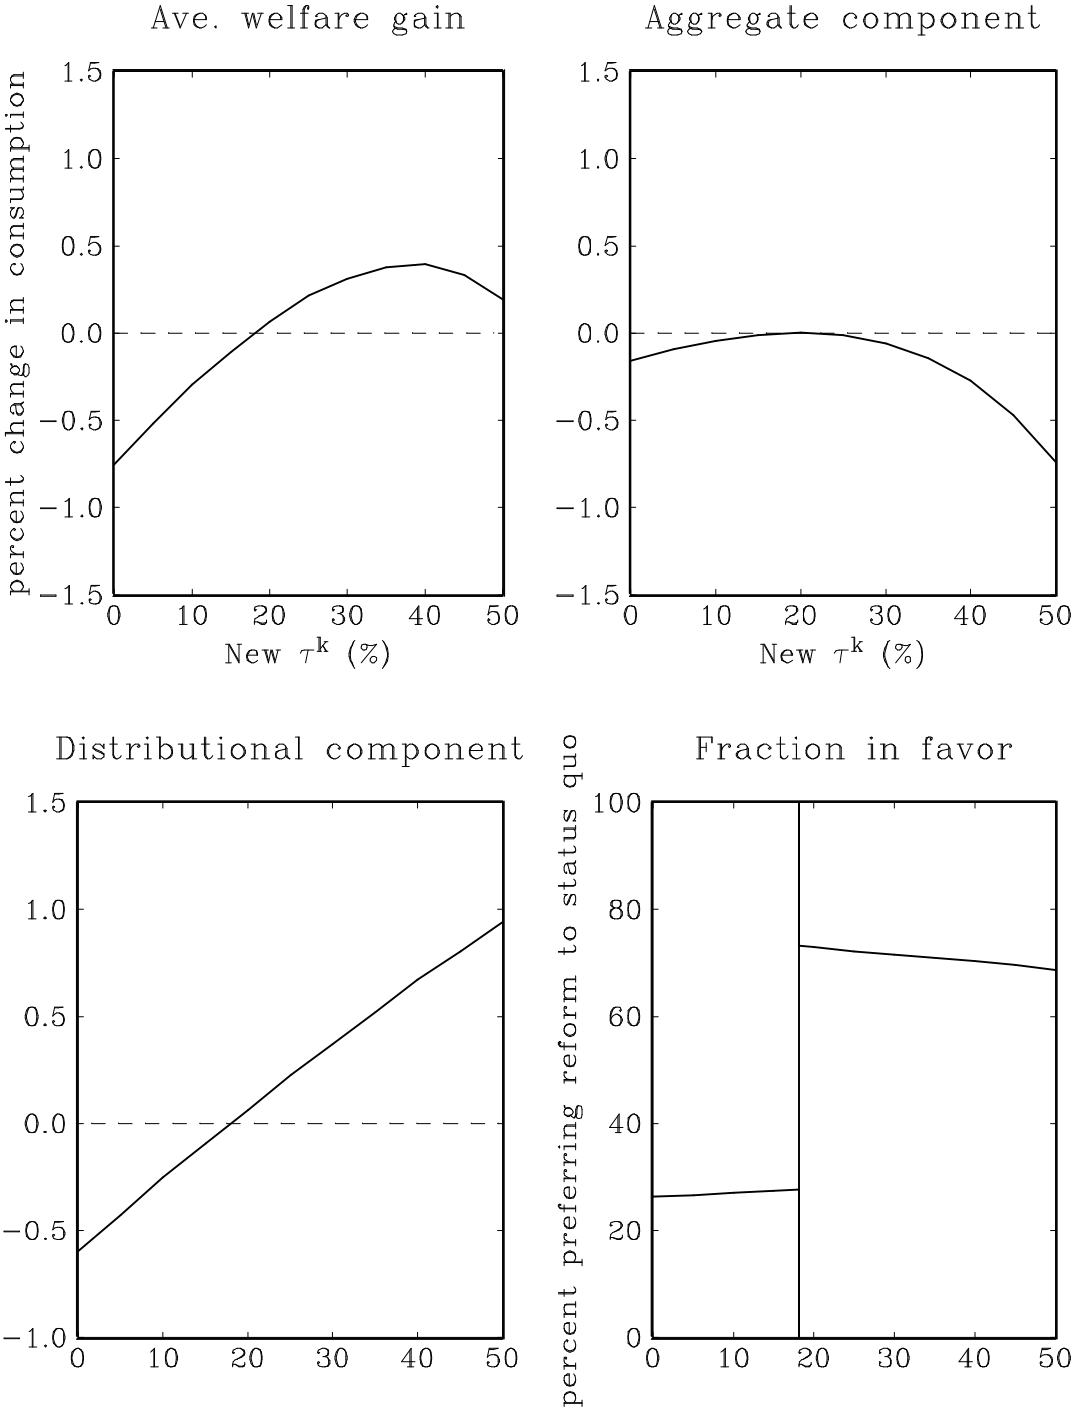 Ave. welfare gain
percent change in consumption
1.5
1.0
0.5
0.0
−0.5
−1.0
−1.5
0 10 20 30 40 50
New τᵏ (%)
Aggregate component
1.5
1.0
0.5
0.0
−0.5
−1.0
−1.5
0 10 20 30 40 50
New τᵏ (%)
Distributional component
1.5
1.0
0.5
0.0
−0.5
−1.0
0 10 20 30 40 50
Fraction in favor
percent preferring reform to status quo
100
80
60
40
20
0
0 10 20 30 40 50